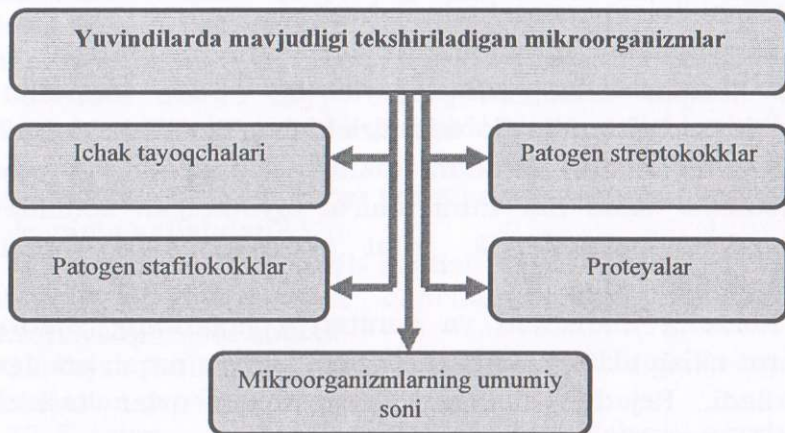 Yuvindilarda mavjudligi tekshiriladigan mikroorganizmlar
Ichak tayoqchalari
Patogen streptokokklar
Patogen stafilokokklar
Proteyalar
Mikroorganizmlarning umumiy
soni